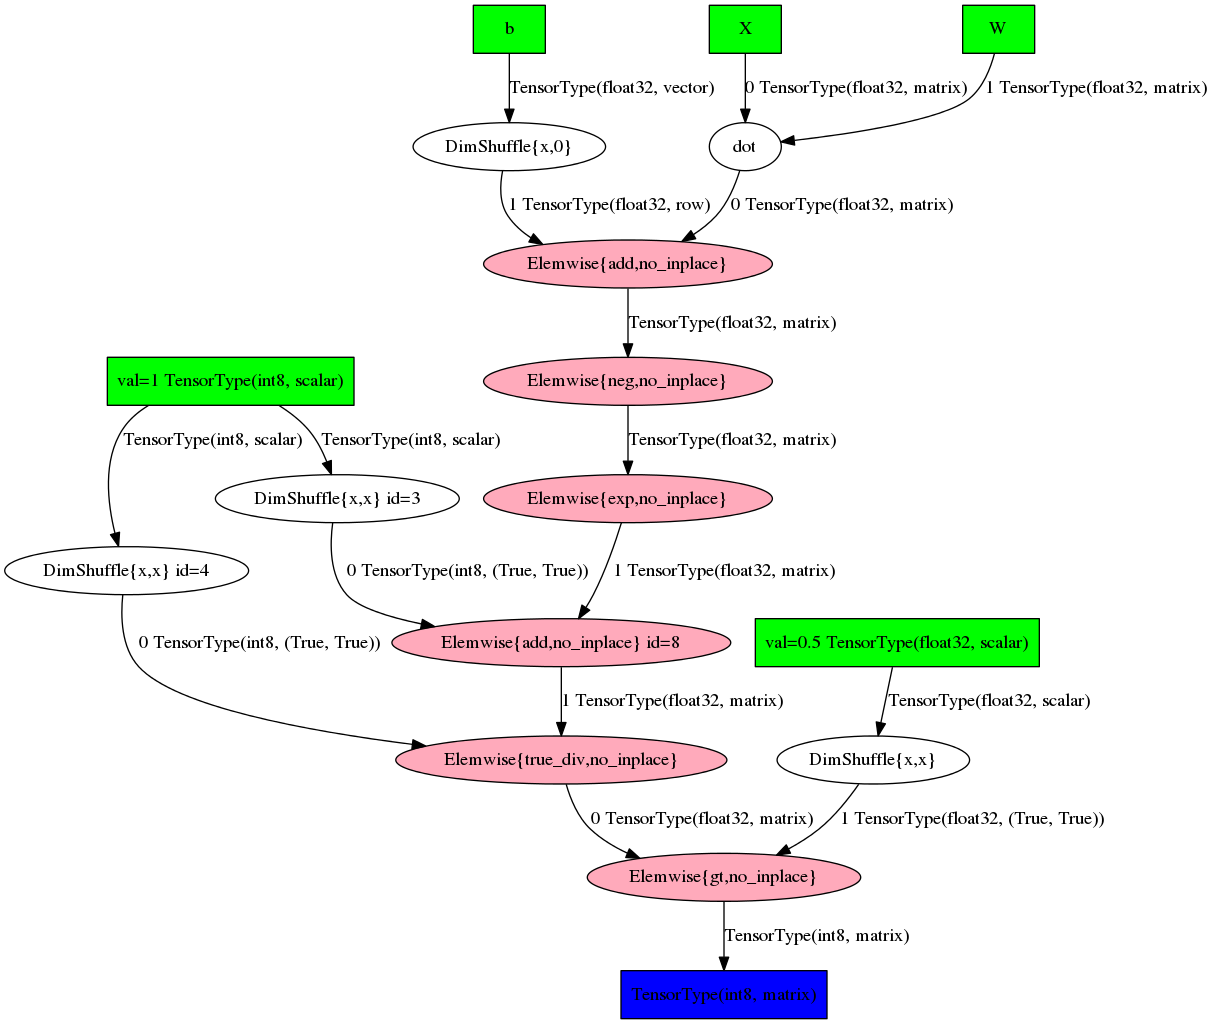 b
X
W
TensorType(float32, vector)
0 TensorType(float32, matrix)
1 TensorType(float32, matrix)
DimShuffle{x,0}
dot
1 TensorType(float32, row)
0 TensorType(float32, matrix)
Elemwise{add,no_inplace}
TensorType(float32, matrix)
val=1 TensorType(int8, scalar)
Elemwise{neg,no_inplace}
TensorType(int8, scalar)
TensorType(int8, scalar)
TensorType(float32, matrix)
DimShuffle{x,x} id=3
Elemwise{exp,no_inplace}
DimShuffle{x,x} id=4
0 TensorType(int8, (True, True))
1 TensorType(float32, matrix)
0 TensorType(int8, (True, True))
Elemwise{add,no_inplace} id=8
val=0.5 TensorType(float32, scalar)
1 TensorType(float32, matrix)
TensorType(float32, scalar)
Elemwise{true_div,no_inplace}
DimShuffle{x,x}
0 TensorType(float32, matrix)
1 TensorType(float32, (True, True))
Elemwise{gt,no_inplace}
TensorType(int8, matrix)
TensorType(int8, matrix)